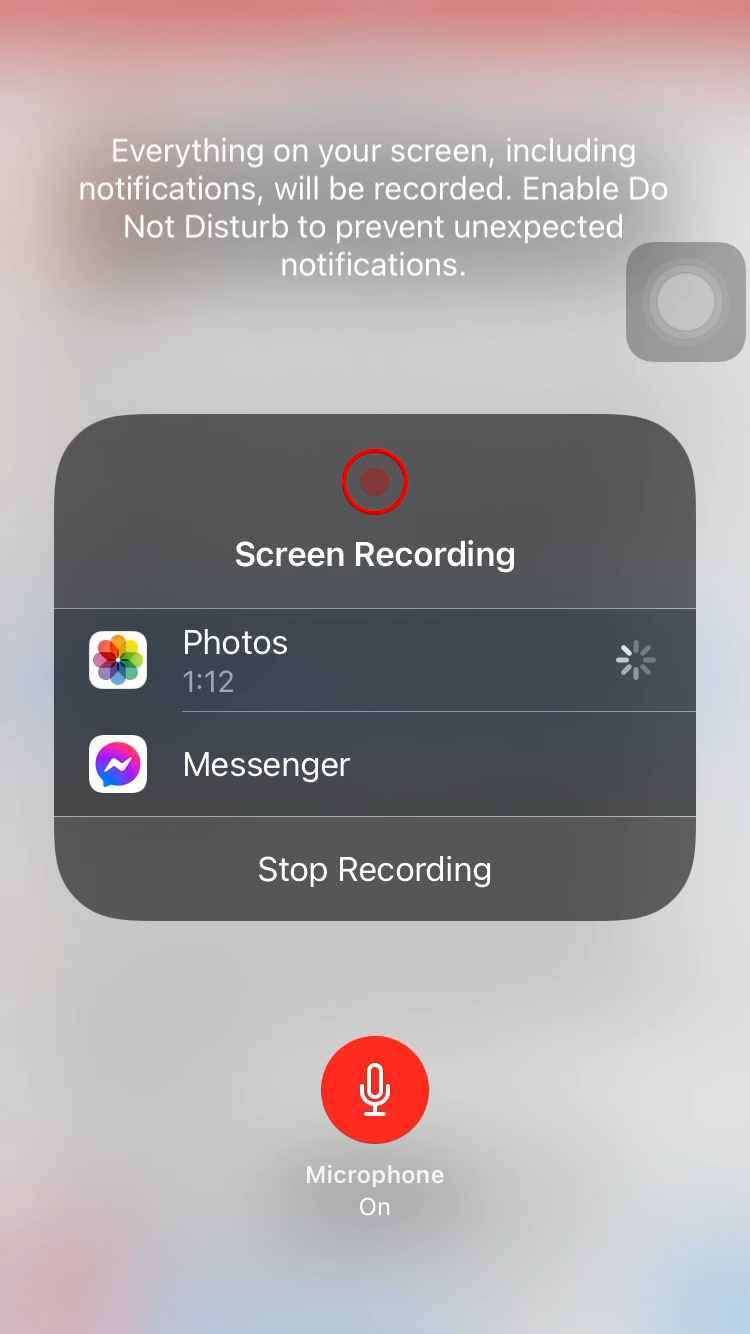 Everything on your screen, including
notifications, will be recorded. Enable Do
Not Disturb to prevent unexpected
notifications.
Screen Recording
Photos
1:12
Messenger
Stop Recording
Microphone
On